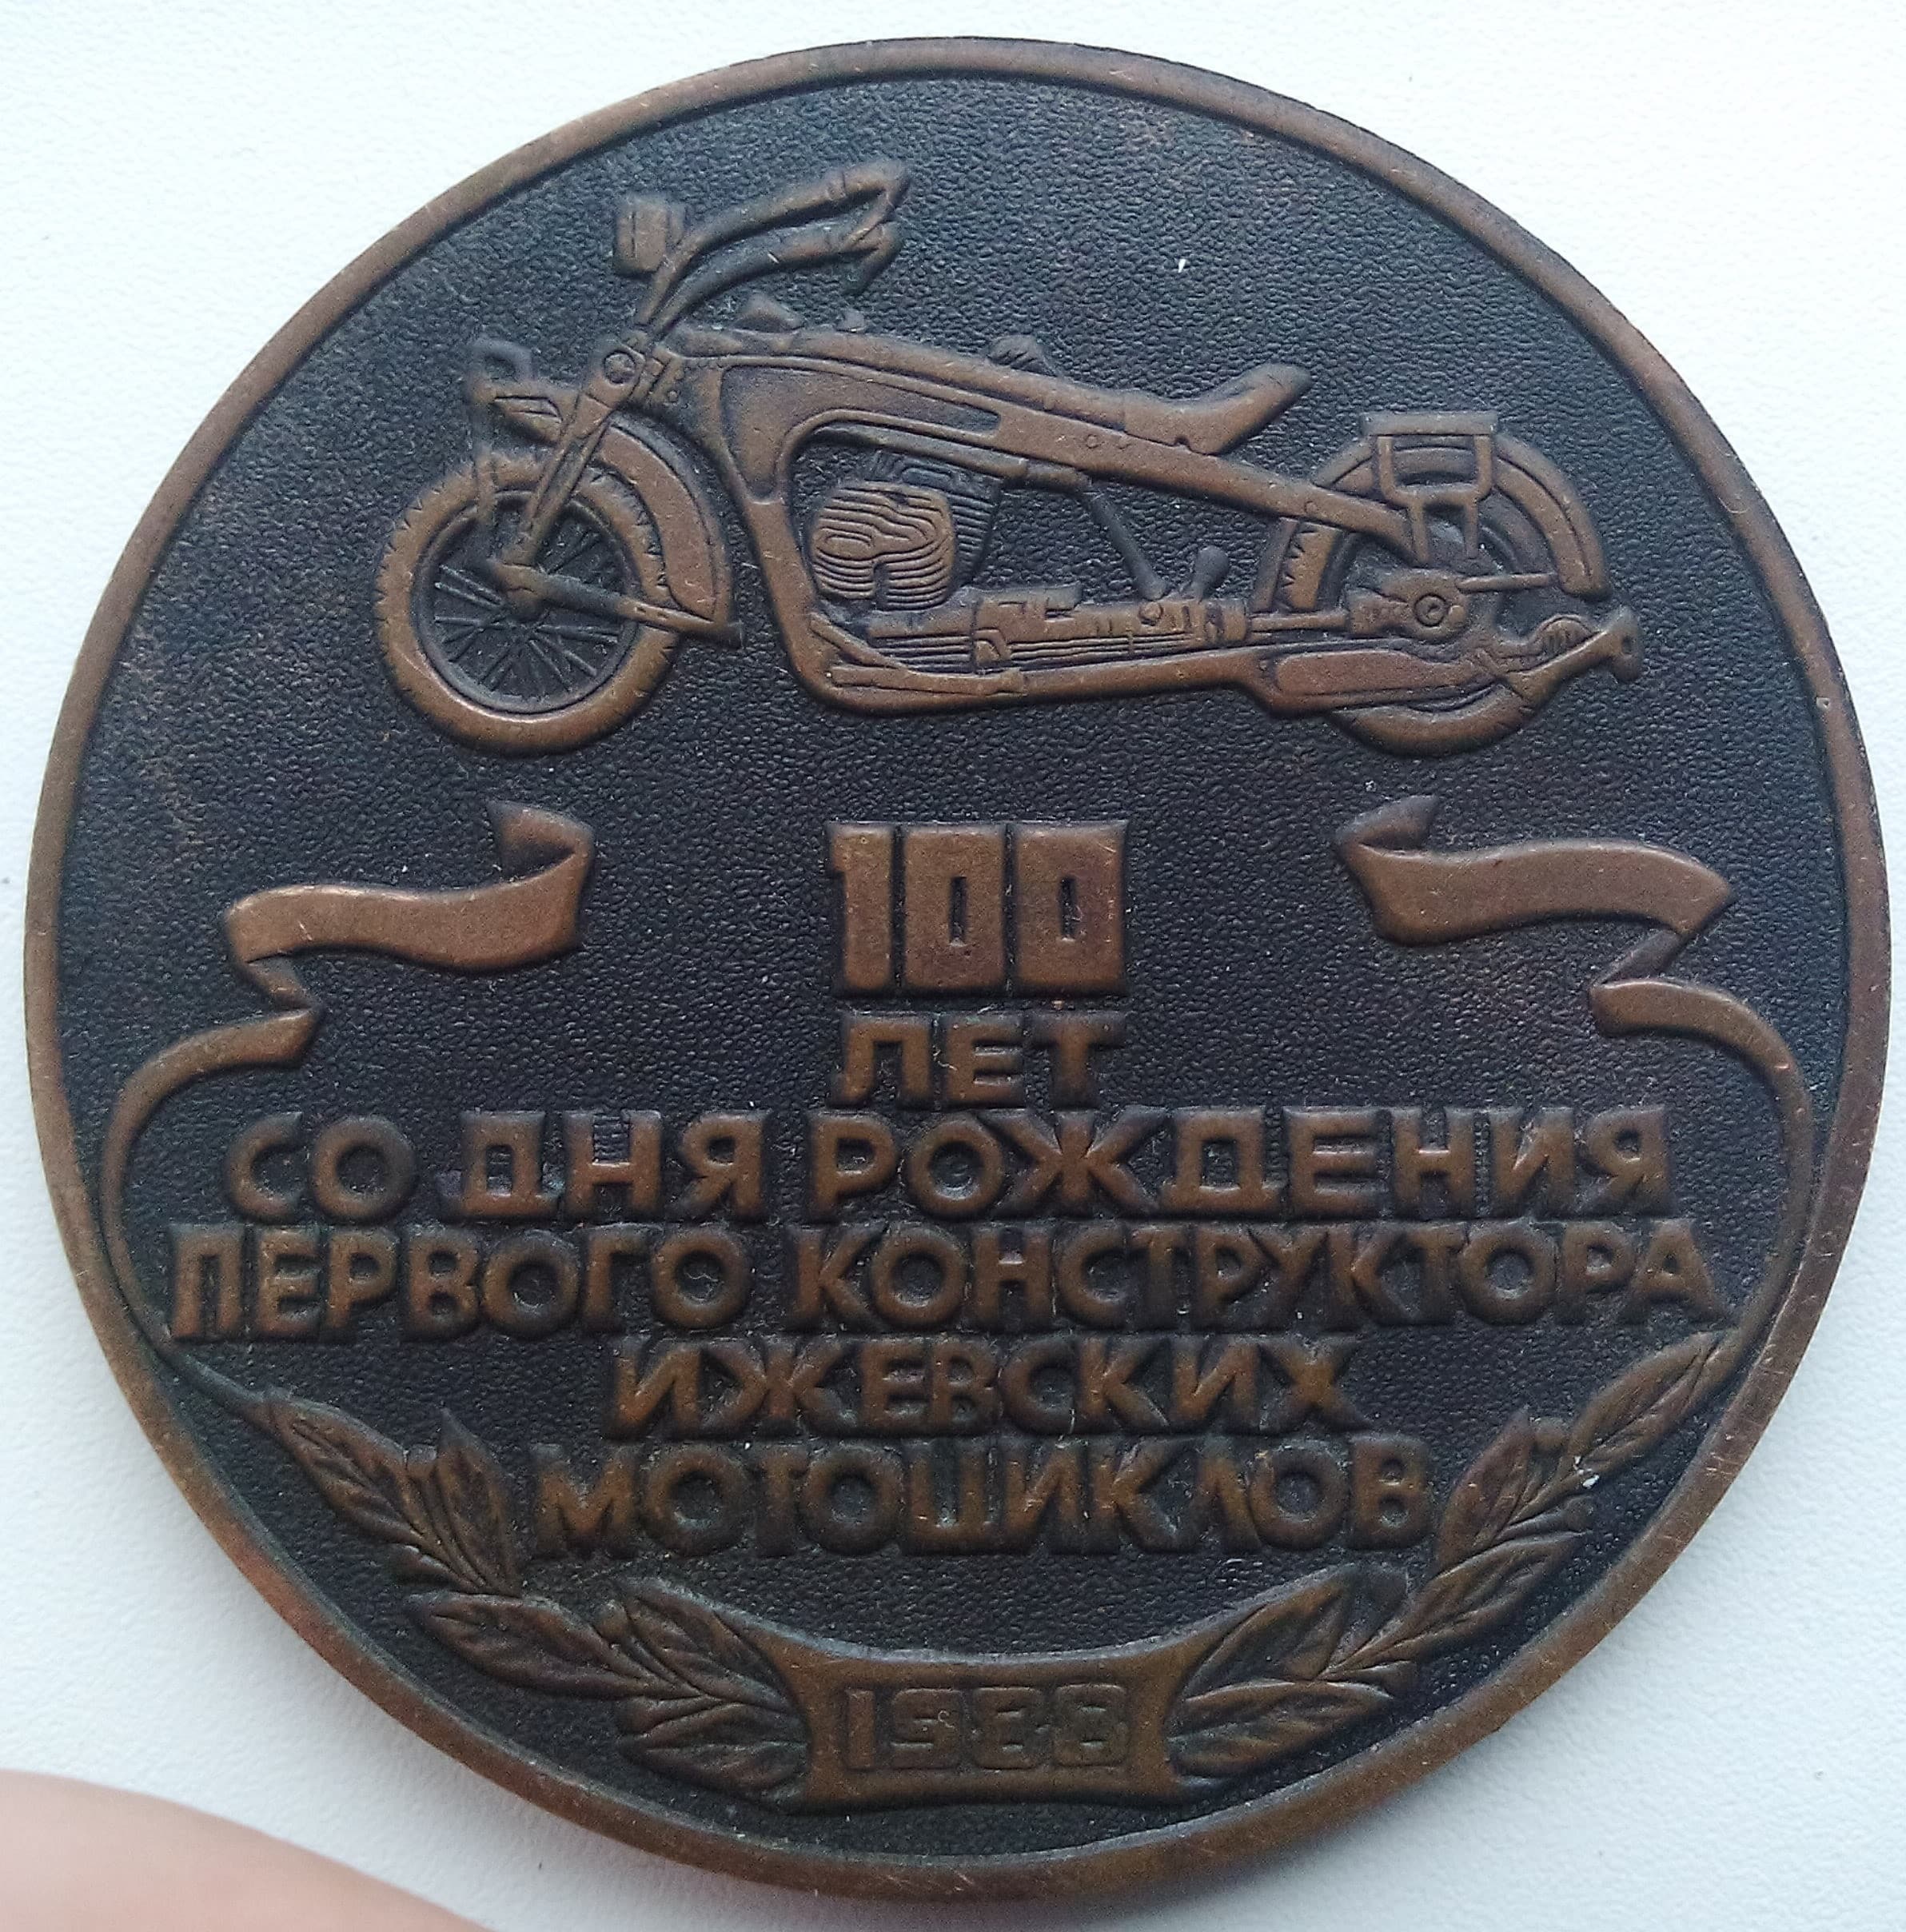 100
ЛЕТ
СО ДНЯ РОЖДЕНИЯ
ПЕРВОГО КОНСТРУКТОРА
ИЖЕВСКИХ
МОТОЦИКЛОВ
1988